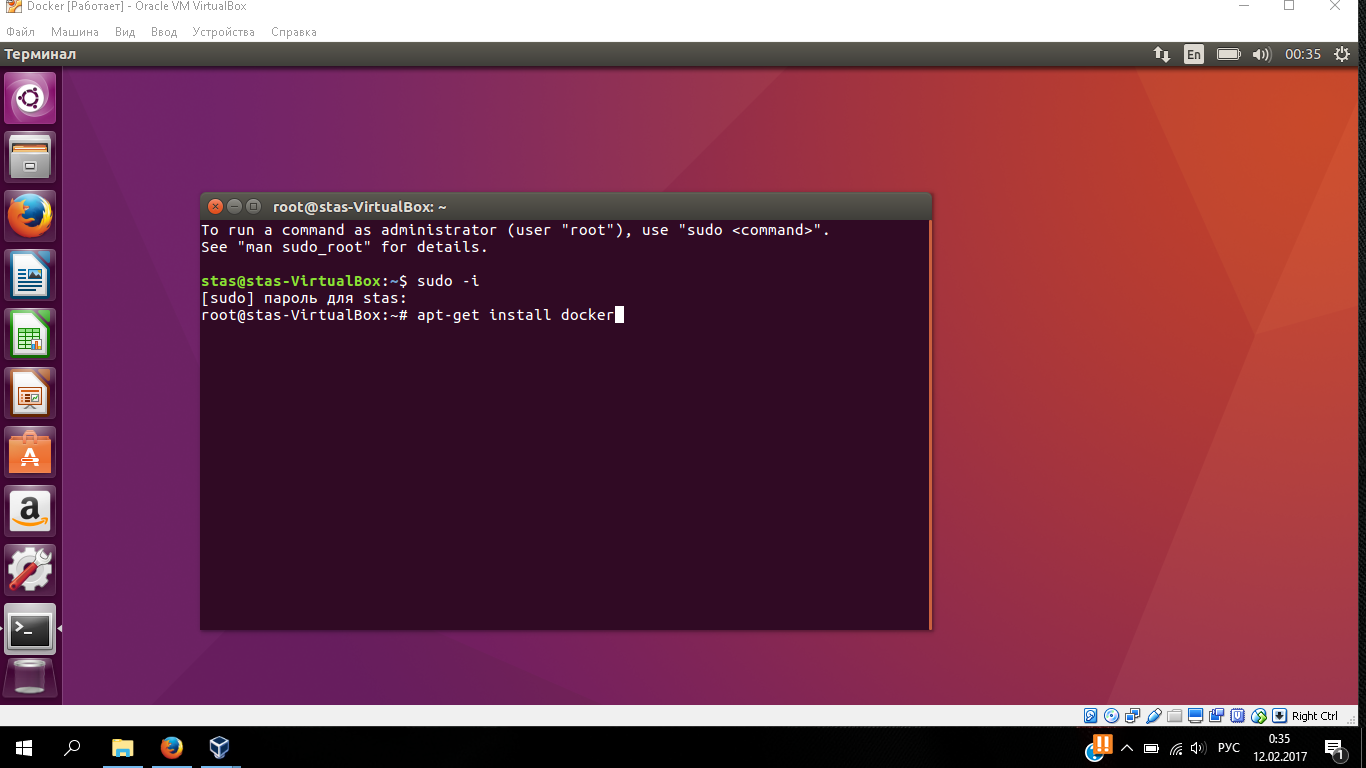 Docker [Работает] - Oracle VM VirtualBox
Файл Машина Вид Ввод Устройства Справка
Терминал En 00:35
root@stas-VirtualBox: ~
To run a command as administrator (user "root"), use "sudo <command>".
See "man sudo_root" for details.
stas@stas-VirtualBox:~$ sudo -i
[sudo] пароль для stas:
root@stas-VirtualBox:~# apt-get install docker
Right Ctrl
РУС
0:35
12.02.2017
1